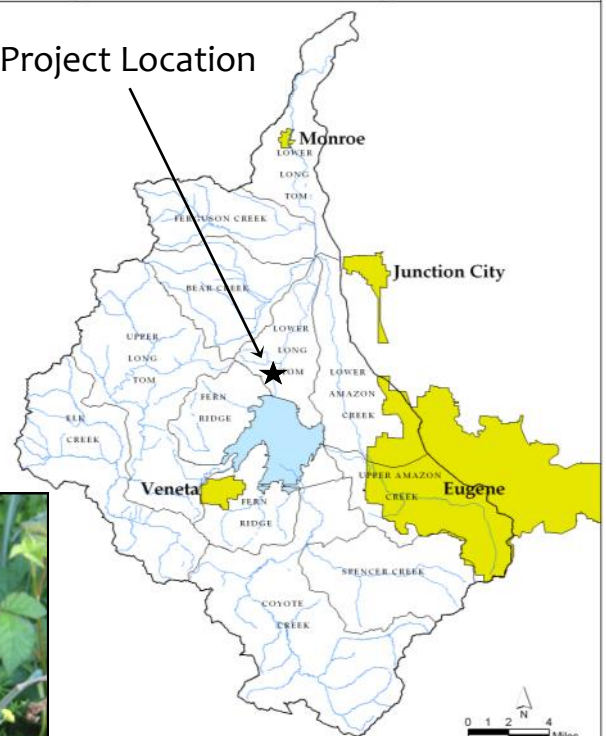 Project Location
Monroe
LOWER
LONG
TOM
FERGUSON CREEK
Junction City
BEAR CREEK
UPPER
LONG
TOM
LOWER
LONG
TOM
LOWER
AMAZON
CREEK
FERN
RIDGE
ELK
CREEK
UPPER AMAZON
CREEK
Eugene
Veneta
FERN
RIDGE
SPENCER CREEK
COYOTE
CREEK
N
0 1 2 4
Miles